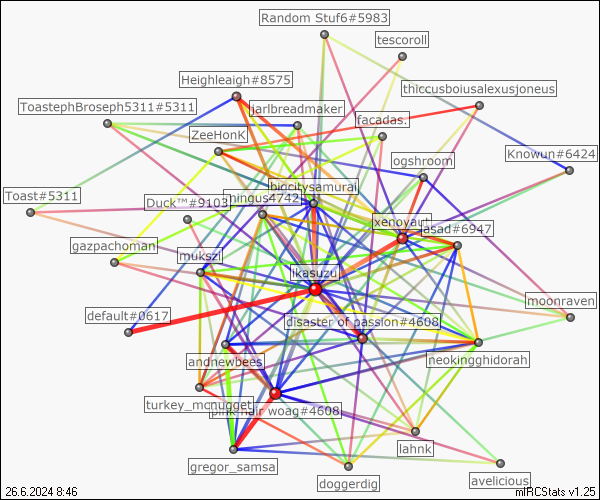 Random Stuf6#5983
tescoroll
Heighleaigh#8575
thiccusboiusalexusjoneus
ToastephBroseph5311#5311
jarlbreadmaker
facadas.
ZeeHonk
ogshroom
Knowun#6424
bigcitysamurai
Toast#5311
Duck™#9103
mingus4742
xenoyaut
asad#6947
gazpachoman
mukszi
ikasuzu
moonraven
default#0617
disaster of passion#4608
andnewbees
neokingghidorah
turkey_mcnugget
pink hair woag#4608
lahnk
gregor_samsa
doggerdig
avelicious
26.6.2024 8:46
mIRCStats v1.25